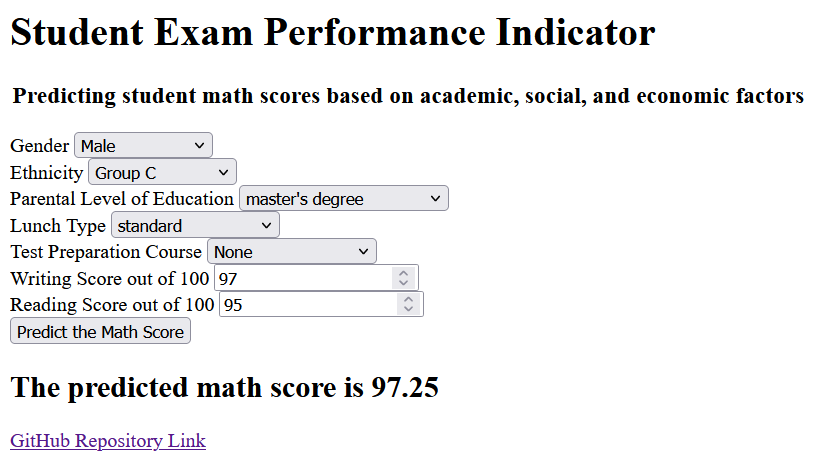 Student Exam Performance Indicator
Predicting student math scores based on academic, social, and economic factors
Gender Male
Ethnicity Group C
Parental Level of Education master's degree
Lunch Type standard
Test Preparation Course None
Writing Score out of 100 97
Reading Score out of 100 95
Predict the Math Score
The predicted math score is 97.25
GitHub Repository Link